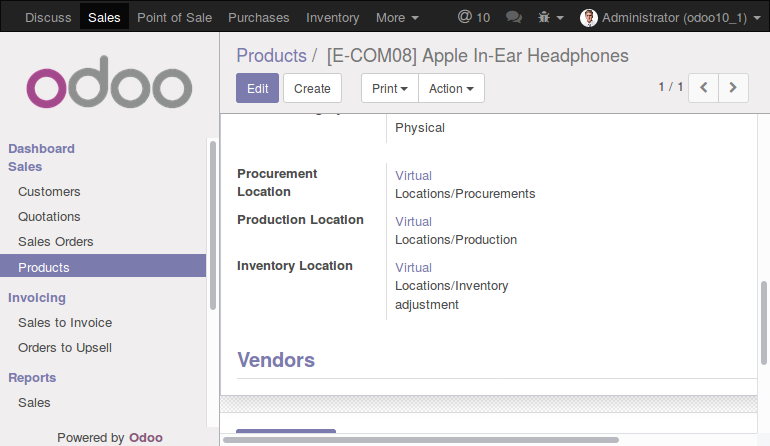 Discuss Sales Point of Sale Purchases Inventory More @ 10 Administrator (odoo10_1)
odoo
Dashboard
Sales
Customers
Quotations
Sales Orders
Products
Invoicing
Sales to Invoice
Orders to Upsell
Reports
Sales
Powered by Odoo
Products / [E-COM08] Apple In-Ear Headphones
Edit Create Print Action 1 / 1
Physical
Procurement Virtual
Location Locations/Procurements
Production Location Virtual
Locations/Production
Inventory Location Virtual
Locations/Inventory
adjustment
Vendors